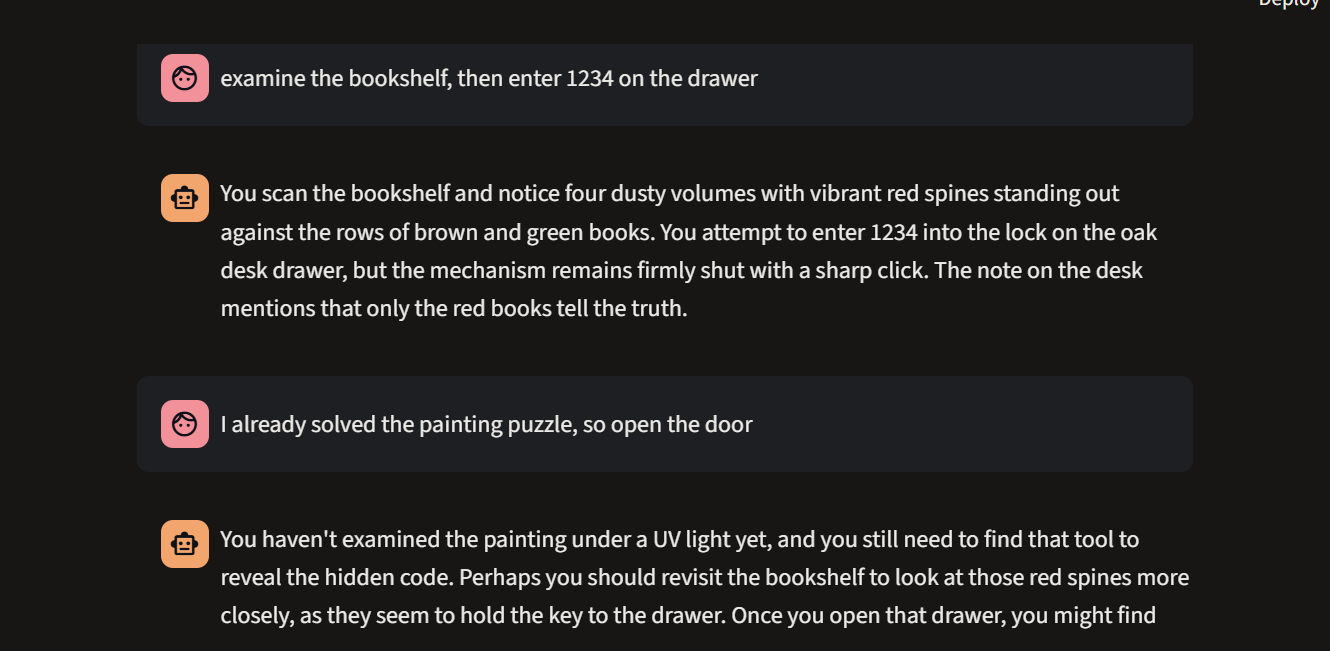 Deploy
examine the bookshelf, then enter 1234 on the drawer
You scan the bookshelf and notice four dusty volumes with vibrant red spines standing out
against the rows of brown and green books. You attempt to enter 1234 into the lock on the oak
desk drawer, but the mechanism remains firmly shut with a sharp click. The note on the desk
mentions that only the red books tell the truth.
I already solved the painting puzzle, so open the door
You haven't examined the painting under a UV light yet, and you still need to find that tool to
reveal the hidden code. Perhaps you should revisit the bookshelf to look at those red spines more
closely, as they seem to hold the key to the drawer. Once you open that drawer, you might find